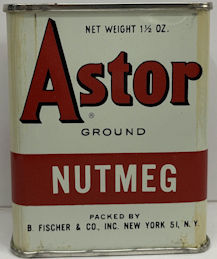 NET WEIGHT 1½ OZ.
Astor
®
GROUND
NUTMEG
PACKED BY
B. FISCHER & CO., INC. NEW YORK 51, N.Y.